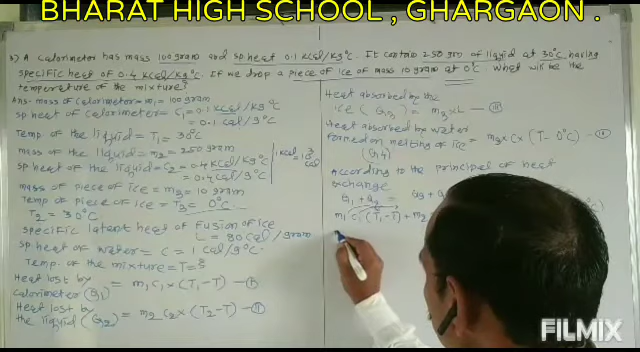 BHARAT HIGH SCHOOL , GHARGAON .
b) A calorimeter has mass 100 gram and sp.heat 0.1 kcal/kg°c. It contain 250 gm of liquid at 30°c, having
specific heat of 0.4 kcal/kg°c. If we drop a piece of ice of mass 10 gram at 0°c. What will be the
temperature of the mixture?
Ans- mass of calorimeter = m₁ = 100 gram
sp.heat of calorimeter = C₁ = 0.1 kcal/kg°c
= 0.1 cal/g°c
Temp of the liquid = T₁ = 30°c
mass of the liquid = m₂ = 250 gram
sp.heat of the liquid = C₂ = 0.4 kcal/kg°c
= 0.4 cal/g°c
1 kcal = 10³ cal
mass of piece of ice = m₃ = 10 gram
Temp of piece of ice = T₃ = 0°c
T₂ = 30°c
specific latent heat of fusion of ice
L = 80 cal/gram
sp.heat of water = C = 1 cal/g°c.
Temp. of the mixture = T = ?
Heat lost by
calorimeter (Q₁) = m₁c₁ × (T₁-T) - I
Heat lost by
the liquid (Q₂) = m₂ c₂ × (T₂-T) - II
Heat absorbed by the
ice (Q₃) = m₃ × L - III
Heat absorbed by water
formed on melting of ice = m₃ × c × (T - 0°c) - IV
(Q₄)
According to the principal of heat
exchange
Q₁ + Q₂ = Q₃ +
m₁ c₁ (T₁-T) + m₂
FILMIX